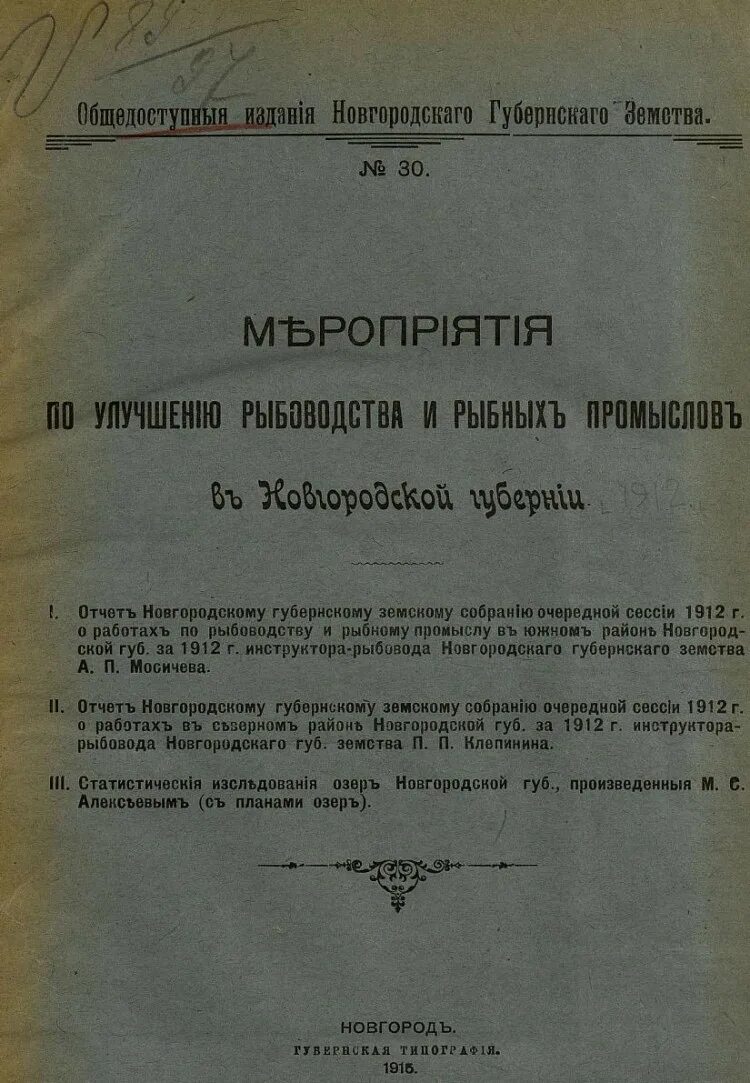 89
97
Общедоступныя изданія Новгородскаго Губернскаго Земства.
№ 30.
МѢРОПРІЯТІЯ
ПО УЛУЧШЕНІЮ РЫБОВОДСТВА И РЫБНЫХЪ ПРОМЫСЛОВЪ
въ Новгородской губерніи
1912
I. Отчетъ Новгородскому губернскому земскому собранію очередной сессіи 1912 г.
о работахъ по рыбоводству и рыбному промыслу въ южномъ районѣ Новгород-
ской губ. за 1912 г. инструктора-рыбовода Новгородскаго губернскаго земства
А. П. Мосичева.
II. Отчетъ Новгородскому губернскому земскому собранію очередной сессіи 1912 г.
о работахъ въ сѣверномъ районѣ Новгородской губ. за 1912 г. инструктора-
рыбовода Новгородскаго губ. земства П. П. Клепинина.
III. Статистическія изслѣдованія озеръ Новгородской губ., произведенныя М. С.
Алексѣевымъ (съ планами озеръ).
НОВГОРОДЪ.
ГУБЕРНСКАЯ ТИПОГРАФІЯ.
1915.